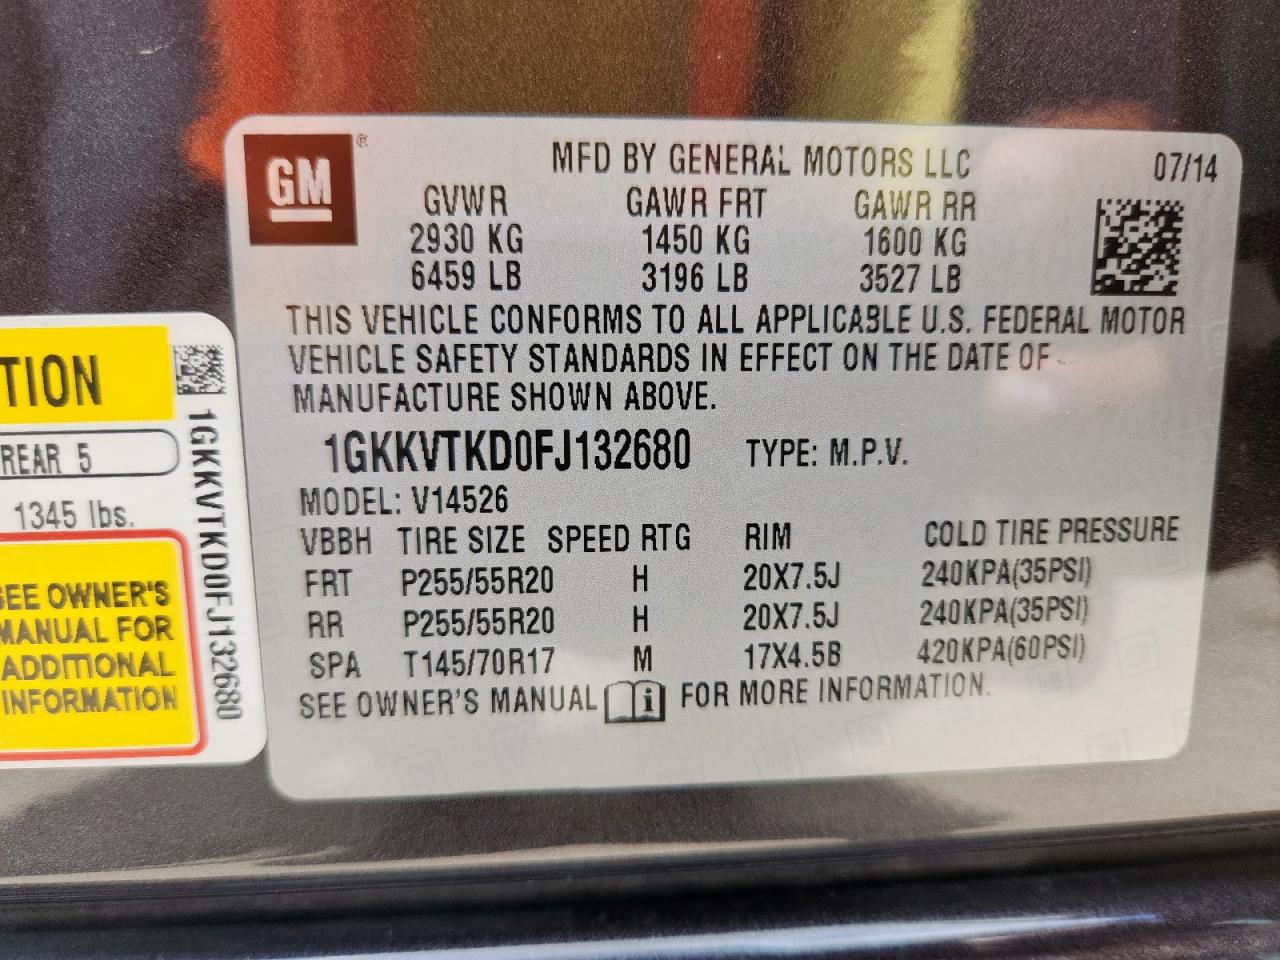 GM ®
MFD BY GENERAL MOTORS LLC 07/14
GVWR GAWR FRT GAWR RR
2930 KG 1450 KG 1600 KG
6459 LB 3196 LB 3527 LB
THIS VEHICLE CONFORMS TO ALL APPLICABLE U.S. FEDERAL MOTOR
VEHICLE SAFETY STANDARDS IN EFFECT ON THE DATE OF
MANUFACTURE SHOWN ABOVE.
1GKKVTKD0FJ132680 TYPE: M.P.V.
MODEL: V14526
VBBH TIRE SIZE SPEED RTG RIM COLD TIRE PRESSURE
FRT P255/55R20 H 20X7.5J 240KPA(35PSI)
RR P255/55R20 H 20X7.5J 240KPA(35PSI)
SPA T145/70R17 M 17X4.5B 420KPA(60PSI)
SEE OWNER'S MANUAL i FOR MORE INFORMATION.
TION
REAR 5
1345 lbs.
SEE OWNER'S
MANUAL FOR
ADDITIONAL
INFORMATION
1GKKVTKD0FJ132680